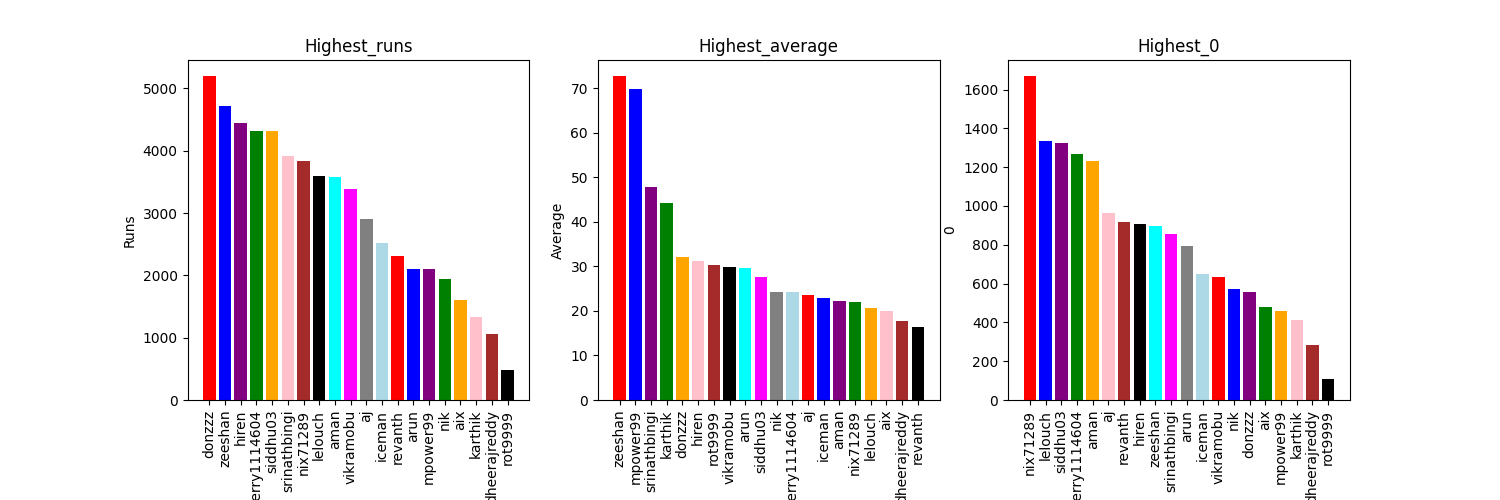 Highest_runs
Runs
5000
4000
3000
2000
1000
0
donzzz
zeeshan
hiren
erry1114604
siddhu03
srinathbingi
nix71289
lelouch
aman
vikramobu
aj
iceman
revanth
arun
mpower99
nik
aix
karthik
dheerajreddy
rot9999
Highest_average
Average
70
60
50
40
30
20
10
0
zeeshan
mpower99
srinathbingi
karthik
donzzz
hiren
rot9999
vikramobu
arun
siddhu03
nik
erry1114604
aj
iceman
aman
nix71289
lelouch
aix
dheerajreddy
revanth
Highest_0
0
1600
1400
1200
1000
800
600
400
200
0
nix71289
lelouch
siddhu03
erry1114604
aman
aj
revanth
hiren
zeeshan
srinathbingi
arun
iceman
vikramobu
nik
donzzz
aix
mpower99
karthik
dheerajreddy
rot9999